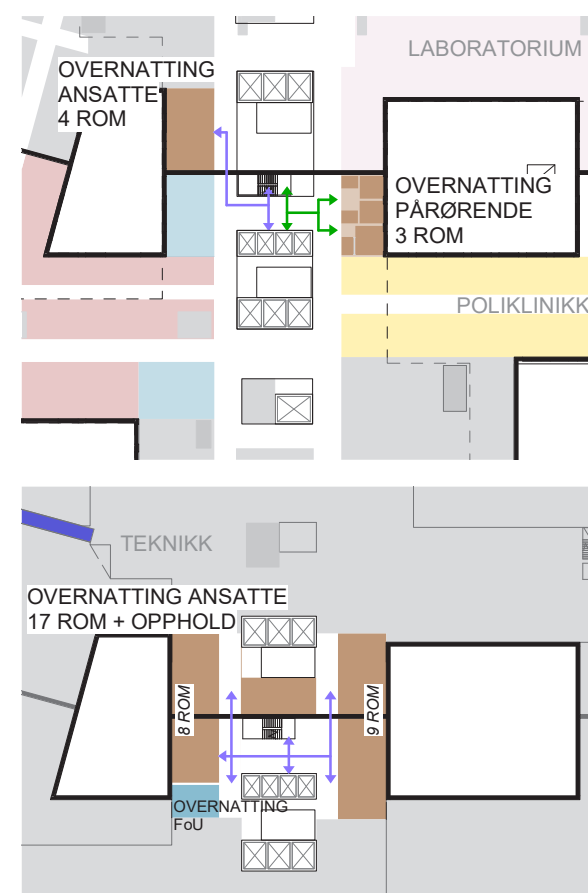 LABORATORIUM
OVERNATTING
ANSATTE
4 ROM
OVERNATTING
PÅRØRENDE
3 ROM
POLIKLINIKK
TEKNIKK
OVERNATTING ANSATTE
17 ROM + OPPHOLD
8 ROM
9 ROM
OVERNATTING
FoU